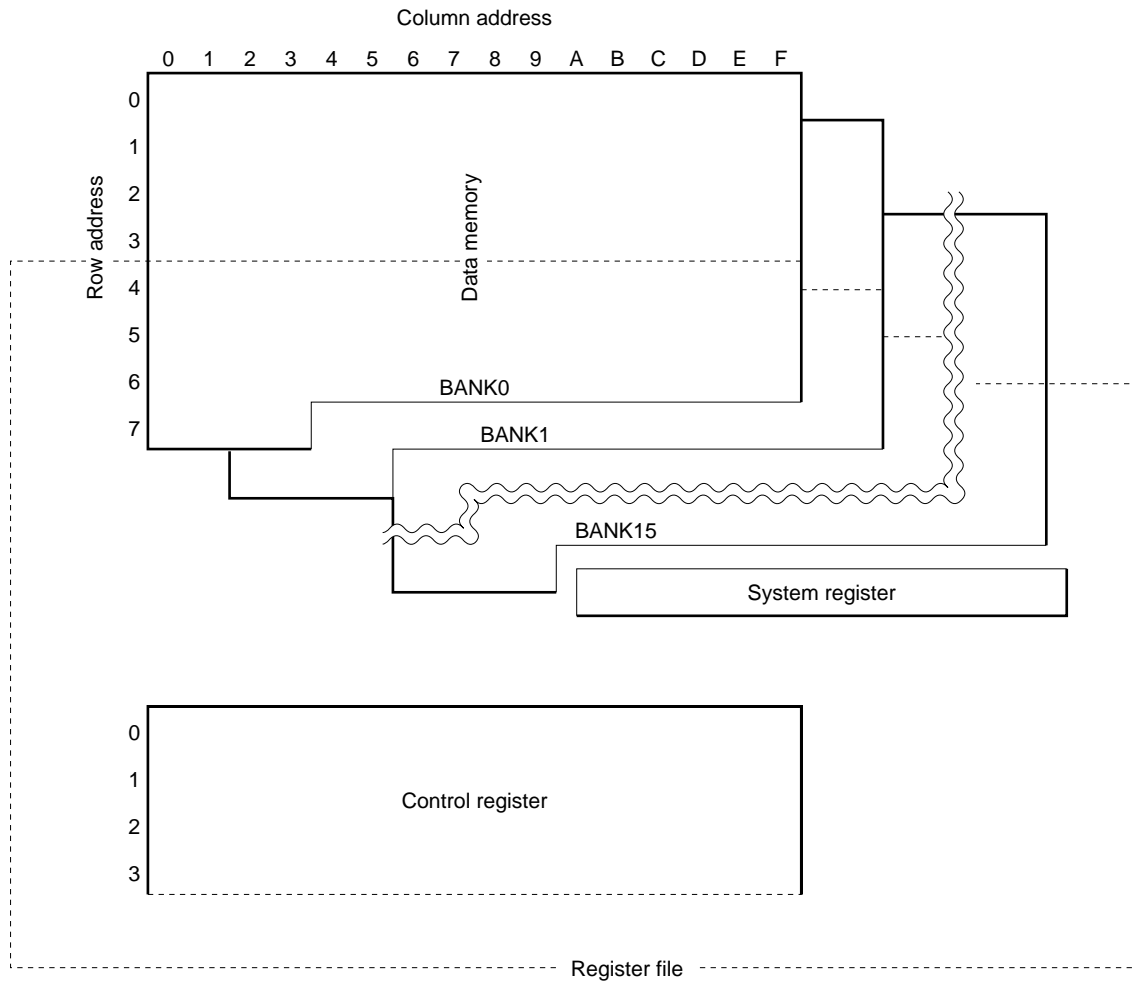 Column address
0 1 2 3 4 5 6 7 8 9 A B C D E F
0
1
2
3
4
5
6
7
Row address
Data memory
BANK0
BANK1
BANK15
System register
0
1
2
3
Control register
Register file